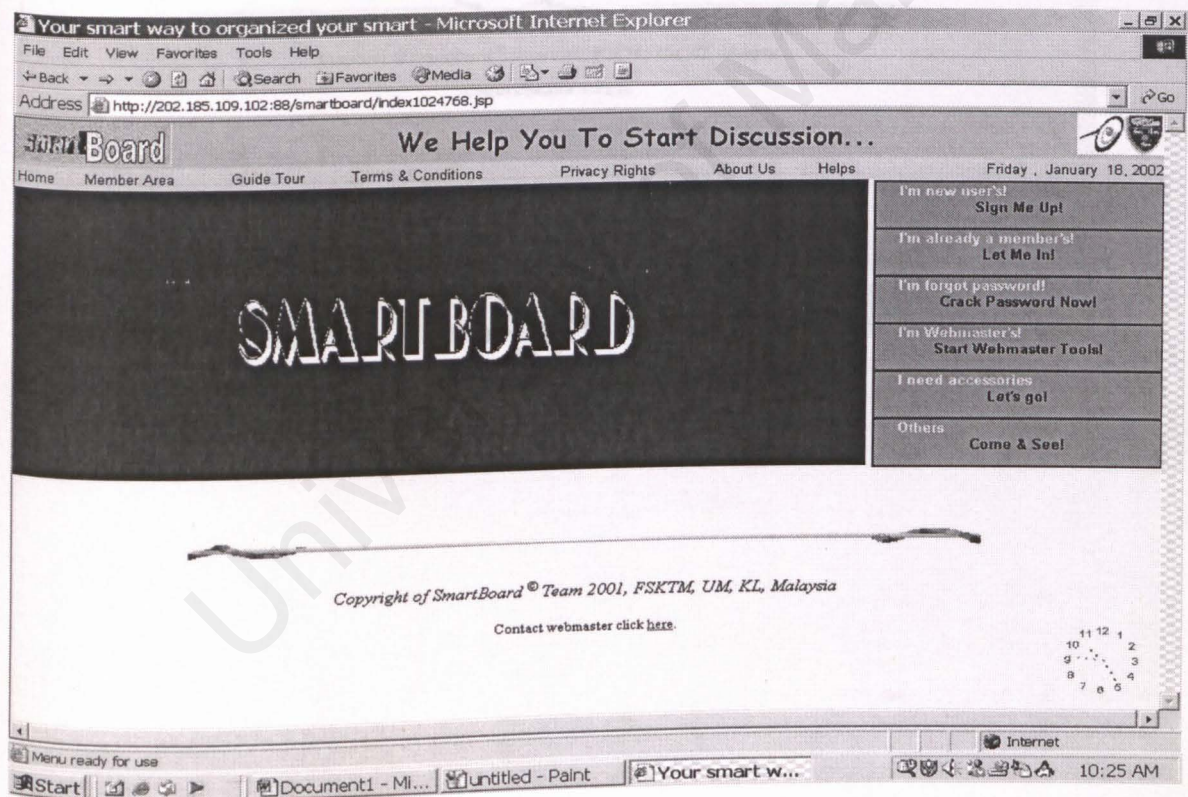 Your smart way to organized your smart - Microsoft Internet Explorer
File Edit View Favorites Tools Help
Back Search Favorites Media
Address http://202.185.109.102:88/smartboard/index1024768.jsp Go
Board We Help You To Start Discussion...
Home Member Area Guide Tour Terms & Conditions Privacy Rights About Us Helps Friday , January 18, 2002
I'm new user's!
Sign Me Up!
I'm already a member's!
Let Me In!
I'm forgot password!
Crack Password Now!
I'm Webmaster's!
Start Webmaster Tools!
I need accessories
Let's go!
Others
Come & See!
SMARTBOARD
Copyright of SmartBoard © Team 2001, FSKTM, UM, KL, Malaysia
Contact webmaster click here.
11 12 1
10 2
9 3
8 4
7 6 5
Internet
Menu ready for use
Start Document1 - Mi... untitled - Paint Your smart w... 10:25 AM